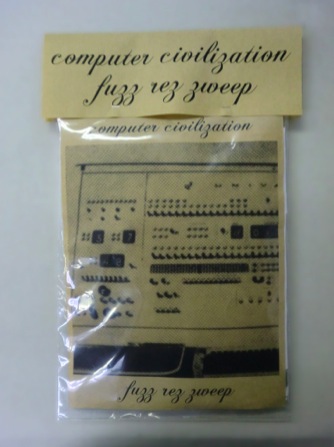 computer civilization
fuzz rez zweep
computer civilization
fuzz rez zweep